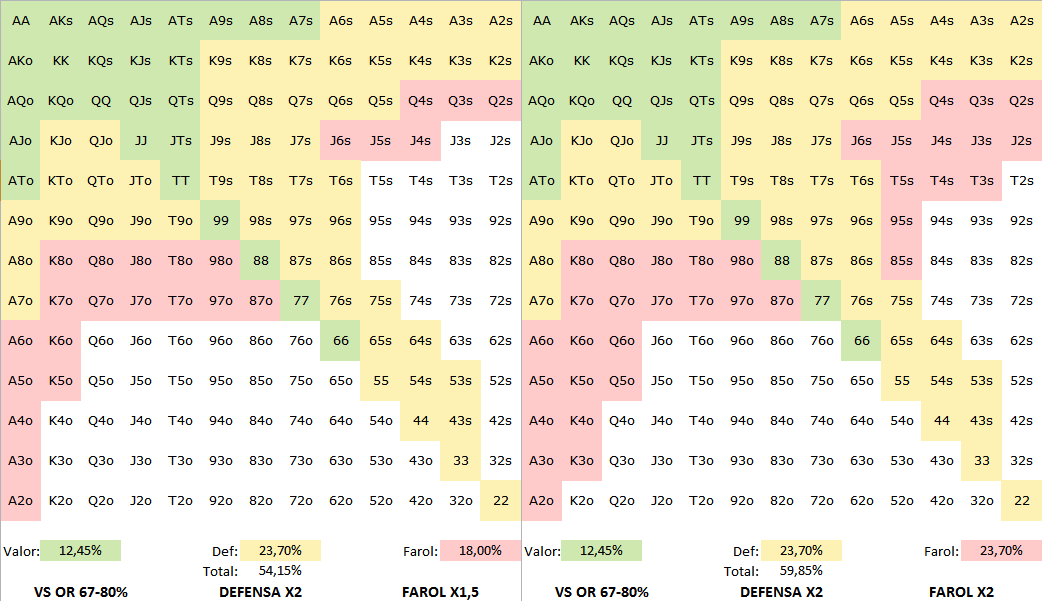 AA AKs AQs AJs ATs A9s A8s A7s A6s A5s A4s A3s A2s AA AKs AQs AJs ATs A9s A8s A7s A6s A5s A4s A3s A2s
AKo KK KQs KJs KTs K9s K8s K7s K6s K5s K4s K3s K2s AKo KK KQs KJs KTs K9s K8s K7s K6s K5s K4s K3s K2s
AQo KQo QQ QJs QTs Q9s Q8s Q7s Q6s Q5s Q4s Q3s Q2s AQo KQo QQ QJs QTs Q9s Q8s Q7s Q6s Q5s Q4s Q3s Q2s
AJo KJo QJo JJ JTs J9s J8s J7s J6s J5s J4s J3s J2s AJo KJo QJo JJ JTs J9s J8s J7s J6s J5s J4s J3s J2s
ATo KTo QTo JTo TT T9s T8s T7s T6s T5s T4s T3s T2s ATo KTo QTo JTo TT T9s T8s T7s T6s T5s T4s T3s T2s
A9o K9o Q9o J9o T9o 99 98s 97s 96s 95s 94s 93s 92s A9o K9o Q9o J9o T9o 99 98s 97s 96s 95s 94s 93s 92s
A8o K8o Q8o J8o T8o 98o 88 87s 86s 85s 84s 83s 82s A8o K8o Q8o J8o T8o 98o 88 87s 86s 85s 84s 83s 82s
A7o K7o Q7o J7o T7o 97o 87o 77 76s 75s 74s 73s 72s A7o K7o Q7o J7o T7o 97o 87o 77 76s 75s 74s 73s 72s
A6o K6o Q6o J6o T6o 96o 86o 76o 66 65s 64s 63s 62s A6o K6o Q6o J6o T6o 96o 86o 76o 66 65s 64s 63s 62s
A5o K5o Q5o J5o T5o 95o 85o 75o 65o 55 54s 53s 52s A5o K5o Q5o J5o T5o 95o 85o 75o 65o 55 54s 53s 52s
A4o K4o Q4o J4o T4o 94o 84o 74o 64o 54o 44 43s 42s A4o K4o Q4o J4o T4o 94o 84o 74o 64o 54o 44 43s 42s
A3o K3o Q3o J3o T3o 93o 83o 73o 63o 53o 43o 33 32s A3o K3o Q3o J3o T3o 93o 83o 73o 63o 53o 43o 33 32s
A2o K2o Q2o J2o T2o 92o 82o 72o 62o 52o 42o 32o 22 A2o K2o Q2o J2o T2o 92o 82o 72o 62o 52o 42o 32o 22
Valor: 12,45% Def: 23,70% Farol: 18,00% Valor: 12,45% Def: 23,70% Farol: 23,70%
Total: 54,15% Total: 59,85%
VS OR 67-80% DEFENSA X2 FAROL X1,5 VS OR 67-80% DEFENSA X2 FAROL X2